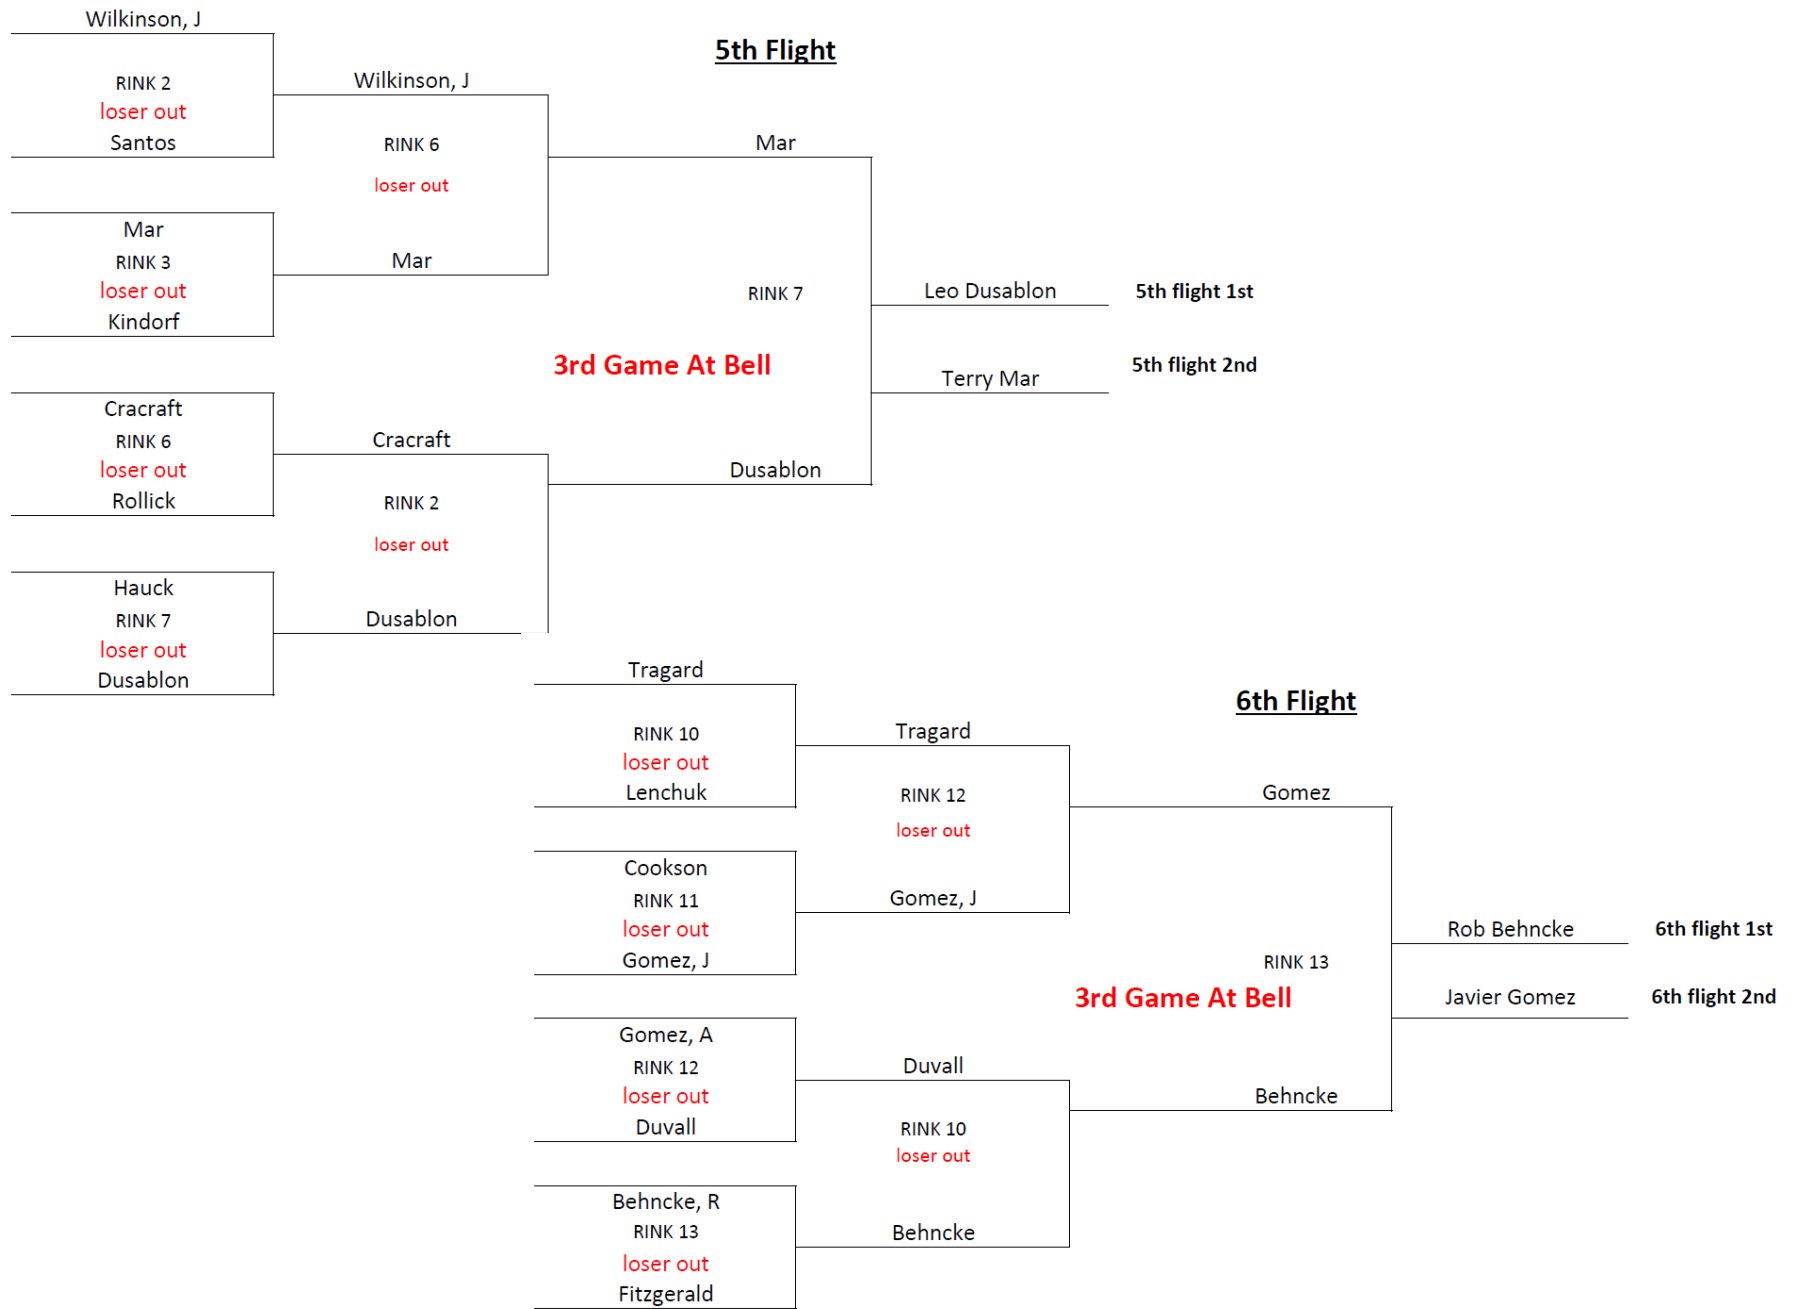 Wilkinson, J
5th Flight
RINK 2
Wilkinson, J
loser out
Santos
RINK 6
Mar
loser out
Mar
RINK 3
Mar
loser out
RINK 7
Leo Dusablon
5th flight 1st
Kindorf
3rd Game At Bell
5th flight 2nd
Terry Mar
Cracraft
RINK 6
Cracraft
loser out
Dusablon
Rollick
RINK 2
loser out
Hauck
RINK 7
Dusablon
loser out
Dusablon
Tragard
6th Flight
RINK 10
Tragard
loser out
Lenchuk
RINK 12
Gomez
loser out
Cookson
RINK 11
Gomez, J
loser out
Rob Behncke
6th flight 1st
Gomez, J
RINK 13
3rd Game At Bell
Javier Gomez
6th flight 2nd
Gomez, A
RINK 12
Duvall
loser out
Behncke
Duvall
RINK 10
loser out
Behncke, R
RINK 13
Behncke
loser out
Fitzgerald